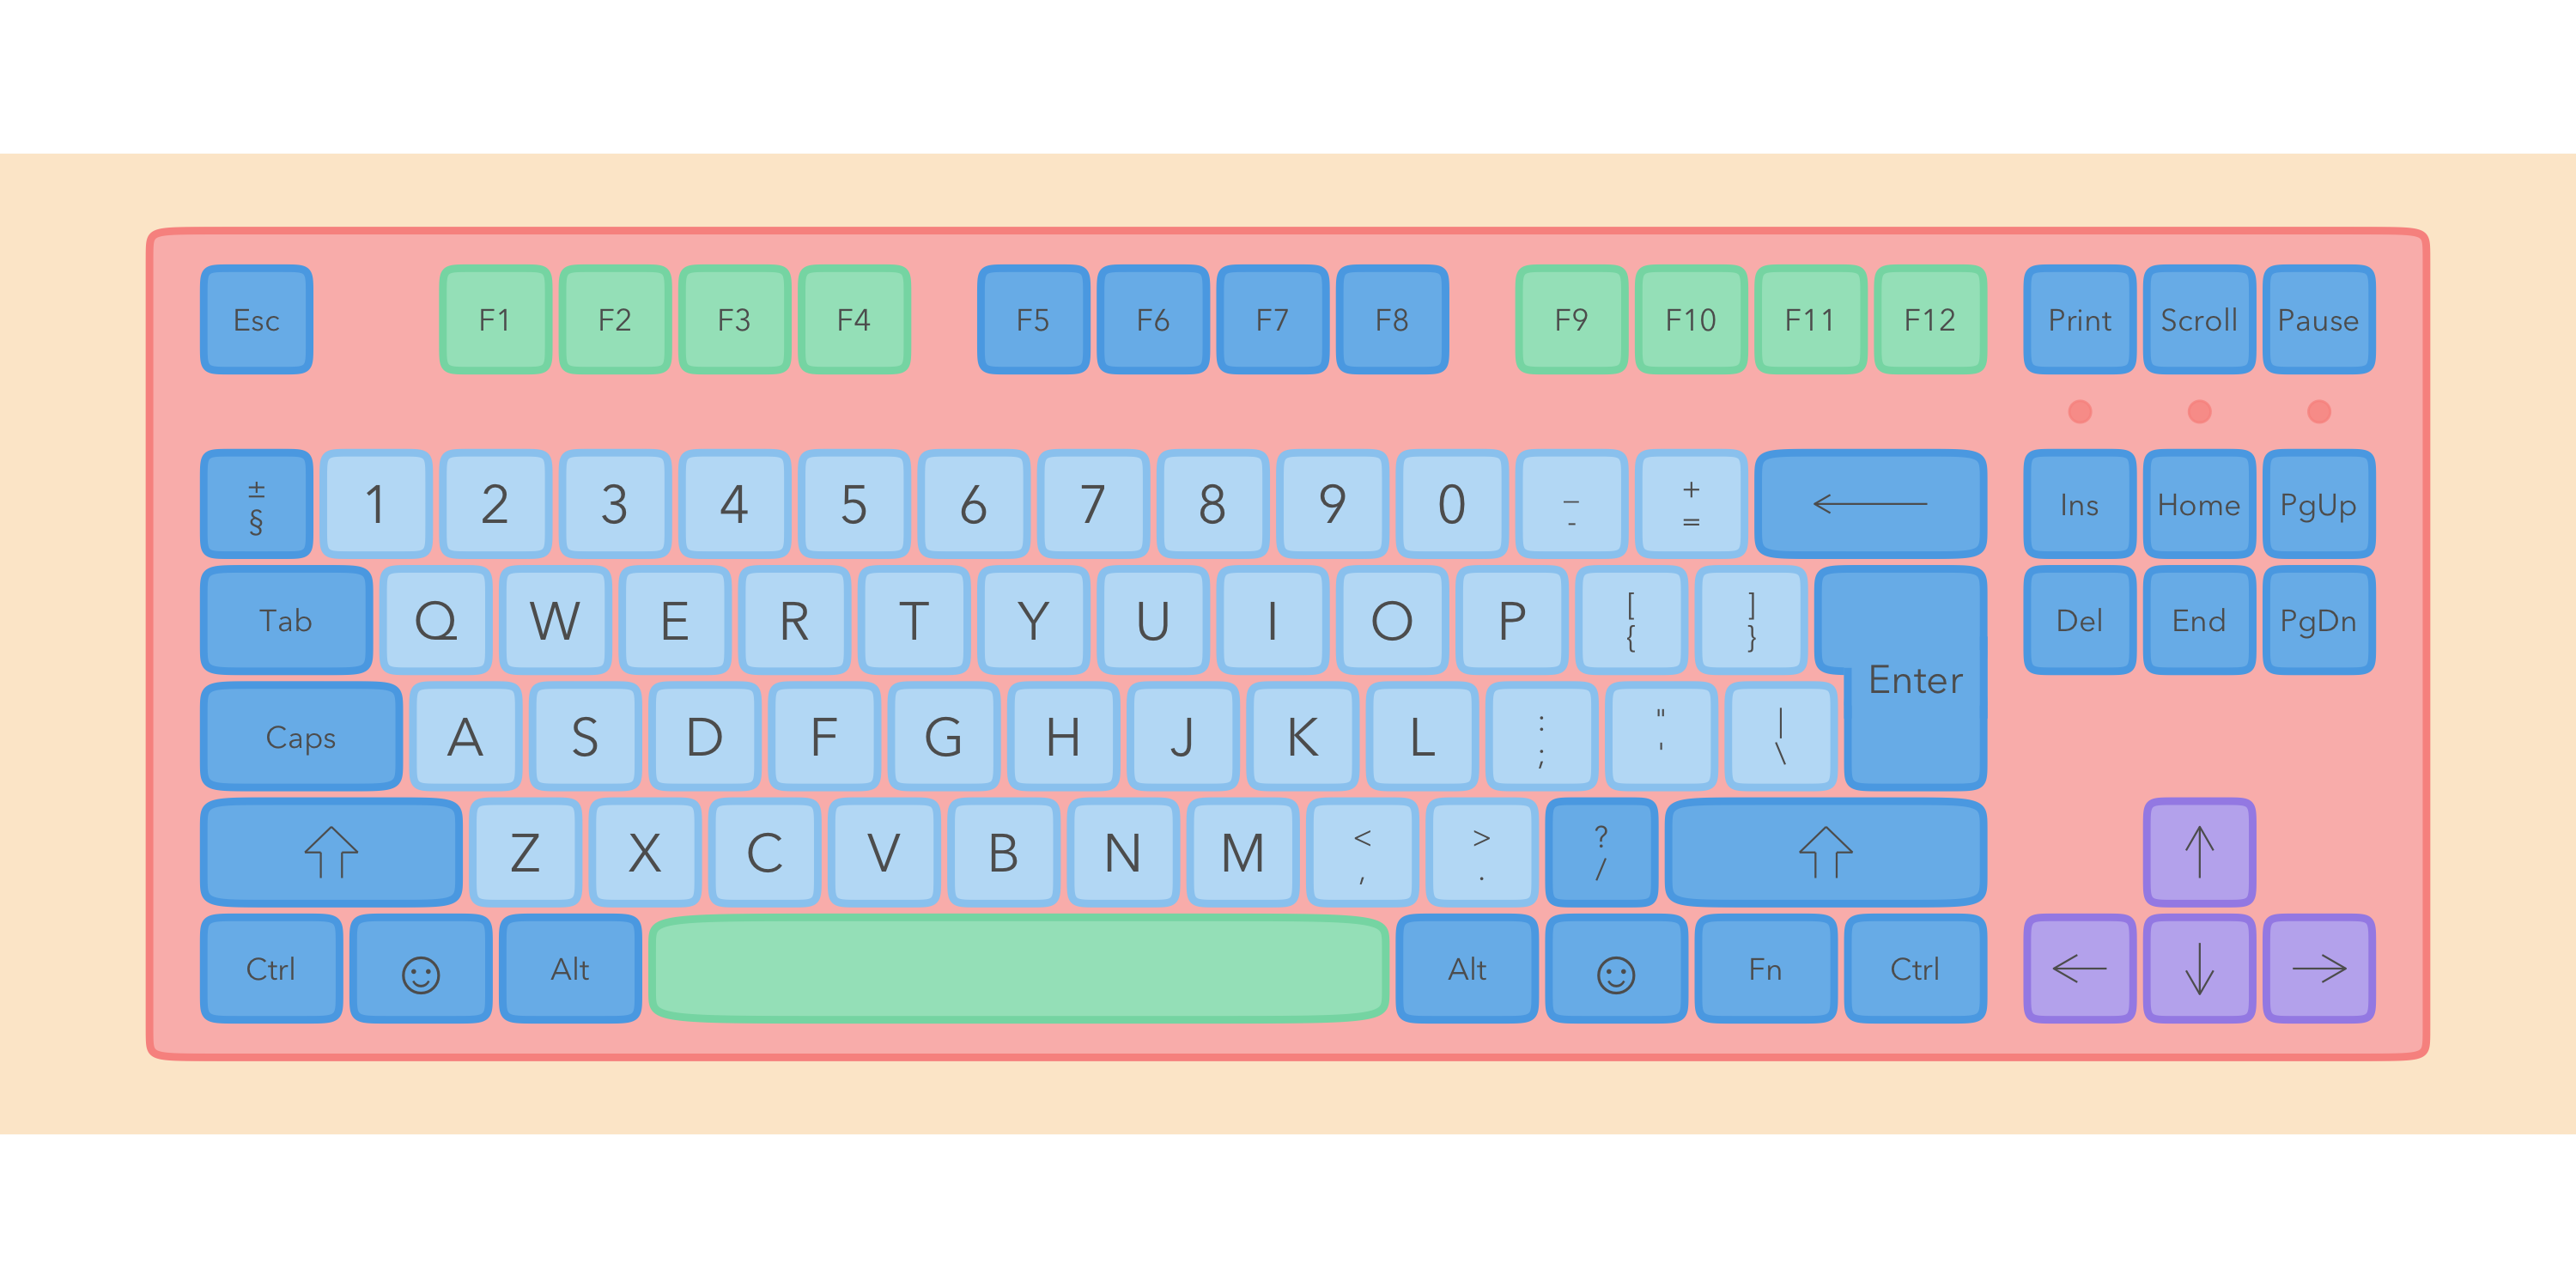 Esc F1 F2 F3 F4 F5 F6 F7 F8 F9 F10 F11 F12 Print Scroll Pause
± _ +
§ 1 2 3 4 5 6 7 8 9 0 - = ← Ins Home PgUp
Tab Q W E R T Y U I O P [ ] Del End PgDn
{ }
Enter
Caps A S D F G H J K L : " |
; ' \
⇧ Z X C V B N M < > ? ⇧ ↑
, . /
Ctrl ☺ Alt Alt ☺ Fn Ctrl ← ↓ →